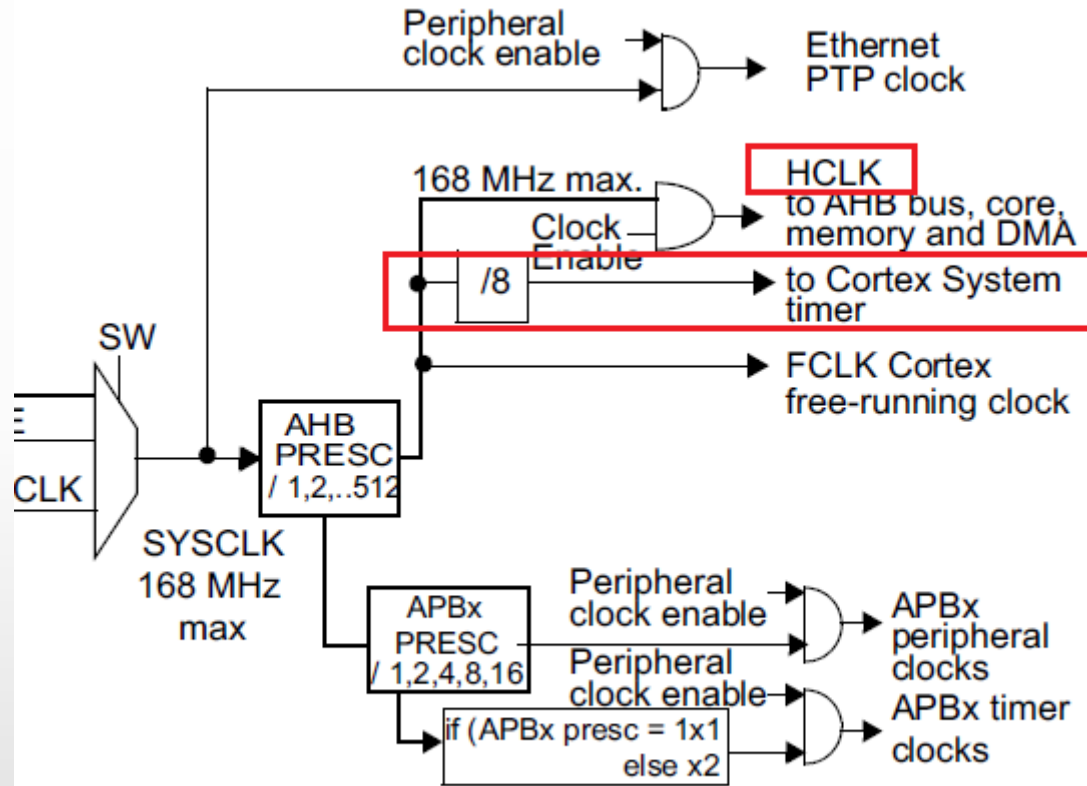 Peripheral
clock enable
Ethernet
PTP clock
HCLK
to AHB bus, core,
memory and DMA
168 MHz max.
Clock
Enable
/8
to Cortex System
timer
SW
FCLK Cortex
free-running clock
E
CLK
AHB
PRESC
/ 1,2,..512
SYSCLK
168 MHz
max
APBx
PRESC
/ 1,2,4,8,16
Peripheral
clock enable
APBx
peripheral
clocks
Peripheral
clock enable
if (APBx presc = 1x1
else x2
APBx timer
clocks